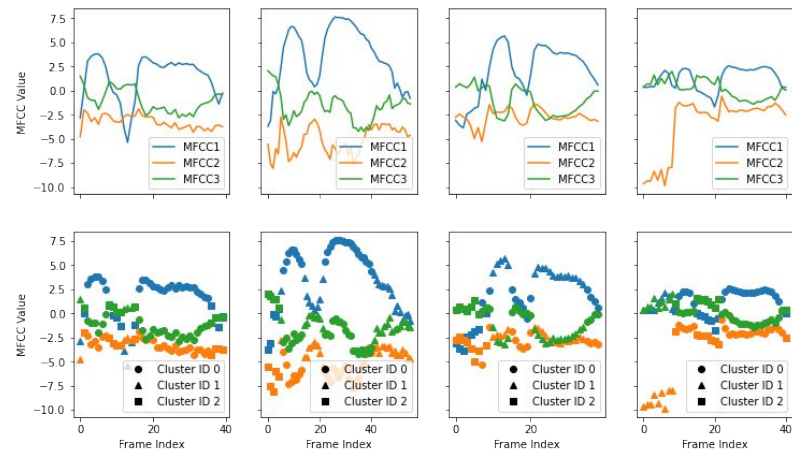 7.5
5.0
2.5
0.0
−2.5
−5.0
−7.5
−10.0
MFCC Value
MFCC1
MFCC2
MFCC3
MFCC1
MFCC2
MFCC3
MFCC1
MFCC2
MFCC3
MFCC1
MFCC2
MFCC3
7.5
5.0
2.5
0.0
−2.5
−5.0
−7.5
−10.0
MFCC Value
Cluster ID 0
Cluster ID 1
Cluster ID 2
Cluster ID 0
Cluster ID 1
Cluster ID 2
Cluster ID 0
Cluster ID 1
Cluster ID 2
Cluster ID 0
Cluster ID 1
Cluster ID 2
0 20 40
0 20 40
0 20
0 20 40
Frame Index
Frame Index
Frame Index
Frame Index